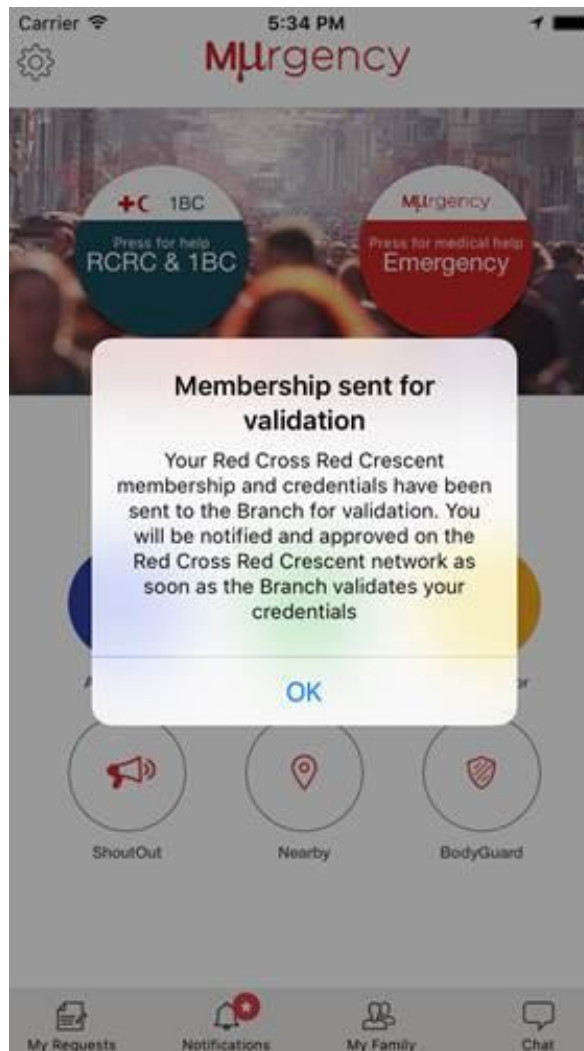 Carrier 5:34 PM
MµUrgency
1BC
MµUrgency
Press for help
Press for medical help
RCRC & 1BC
Emergency
Membership sent for
validation
Your Red Cross Red Crescent
membership and credentials have been
sent to the Branch for validation. You
will be notified and approved on the
Red Cross Red Crescent network as
soon as the Branch validates your
credentials
OK
ShoutOut
Nearby
BodyGuard
My Requests
Notifications
My Family
Chat